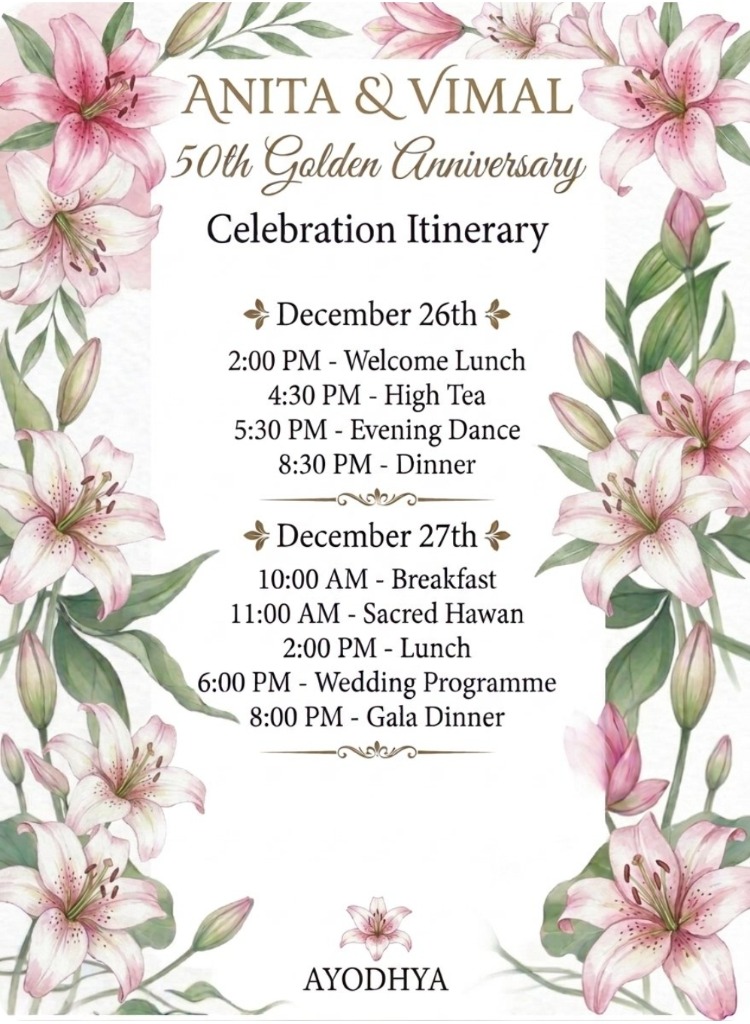 ANITA & VIMAL
50th Golden Anniversary
Celebration Itinerary
December 26th
2:00 PM - Welcome Lunch
4:30 PM - High Tea
5:30 PM - Evening Dance
8:30 PM - Dinner
December 27th
10:00 AM - Breakfast
11:00 AM - Sacred Hawan
2:00 PM - Lunch
6:00 PM - Wedding Programme
8:00 PM - Gala Dinner
AYODHYA